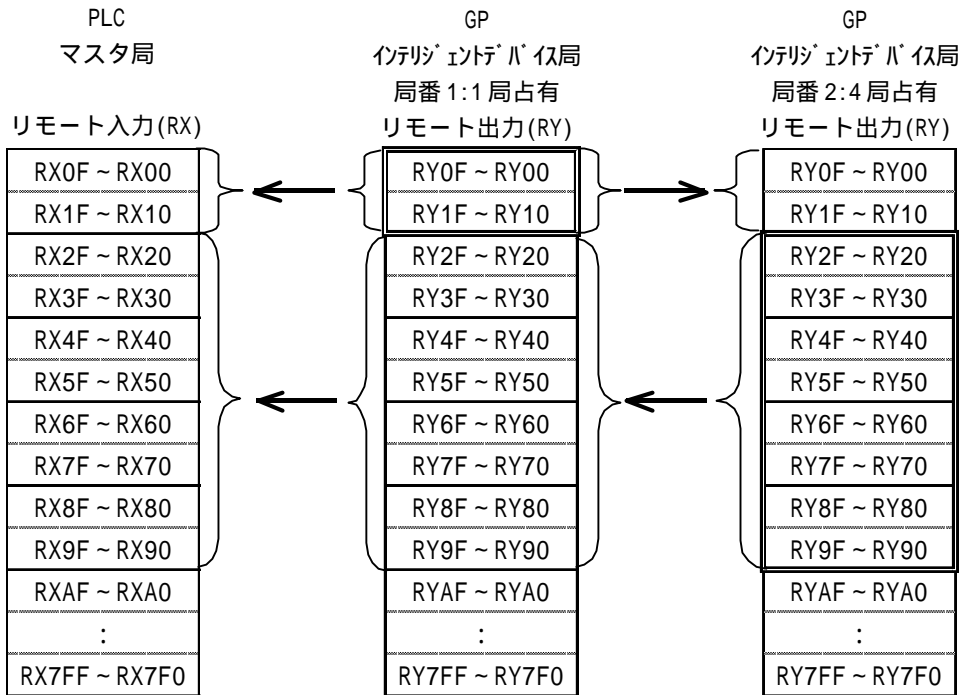 PLC GP GP
マスタ局 ｲﾝﾃﾘｼﾞｪﾝﾄﾃﾞﾊﾞｲｽ局 ｲﾝﾃﾘｼﾞｪﾝﾄﾃﾞﾊﾞｲｽ局
局番1:1局占有 局番2:4局占有
リモート入力(RX) リモート出力(RY) リモート出力(RY)
RX0F ~ RX00 RY0F ~ RY00 RY0F ~ RY00
RX1F ~ RX10 RY1F ~ RY10 RY1F ~ RY10
RX2F ~ RX20 RY2F ~ RY20 RY2F ~ RY20
RX3F ~ RX30 RY3F ~ RY30 RY3F ~ RY30
RX4F ~ RX40 RY4F ~ RY40 RY4F ~ RY40
RX5F ~ RX50 RY5F ~ RY50 RY5F ~ RY50
RX6F ~ RX60 RY6F ~ RY60 RY6F ~ RY60
RX7F ~ RX70 RY7F ~ RY70 RY7F ~ RY70
RX8F ~ RX80 RY8F ~ RY80 RY8F ~ RY80
RX9F ~ RX90 RY9F ~ RY90 RY9F ~ RY90
RXAF ~ RXA0 RYAF ~ RYA0 RYAF ~ RYA0
: : :
RX7FF ~ RX7F0 RY7FF ~ RY7F0 RY7FF ~ RY7F0